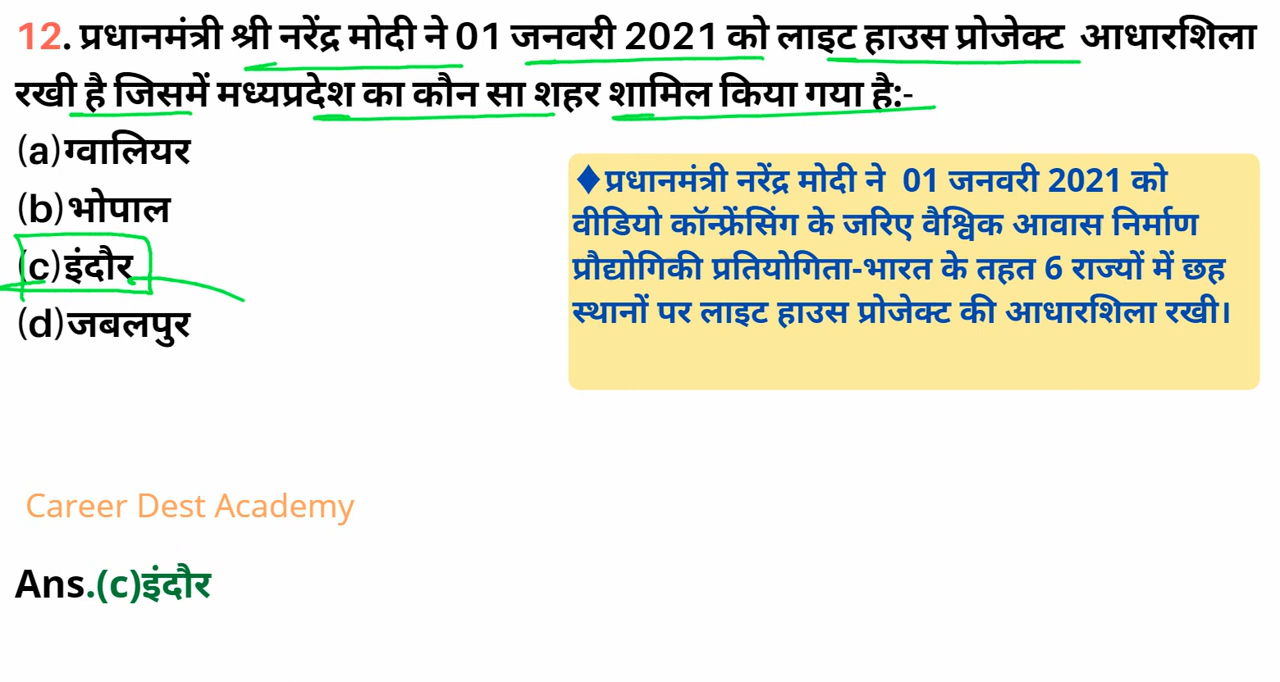 12. प्रधानमंत्री श्री नरेंद्र मोदी ने 01 जनवरी 2021 को लाइट हाउस प्रोजेक्ट आधारशिला
रखी है जिसमें मध्यप्रदेश का कौन सा शहर शामिल किया गया है:-
(a)ग्वालियर
(b)भोपाल
(c)इंदौर
(d)जबलपुर
♦प्रधानमंत्री नरेंद्र मोदी ने 01 जनवरी 2021 को
वीडियो कॉन्फ्रेंसिंग के जरिए वैश्विक आवास निर्माण
प्रौद्योगिकी प्रतियोगिता-भारत के तहत 6 राज्यों में छह
स्थानों पर लाइट हाउस प्रोजेक्ट की आधारशिला रखी।
Career Dest Academy
Ans.(c)इंदौर